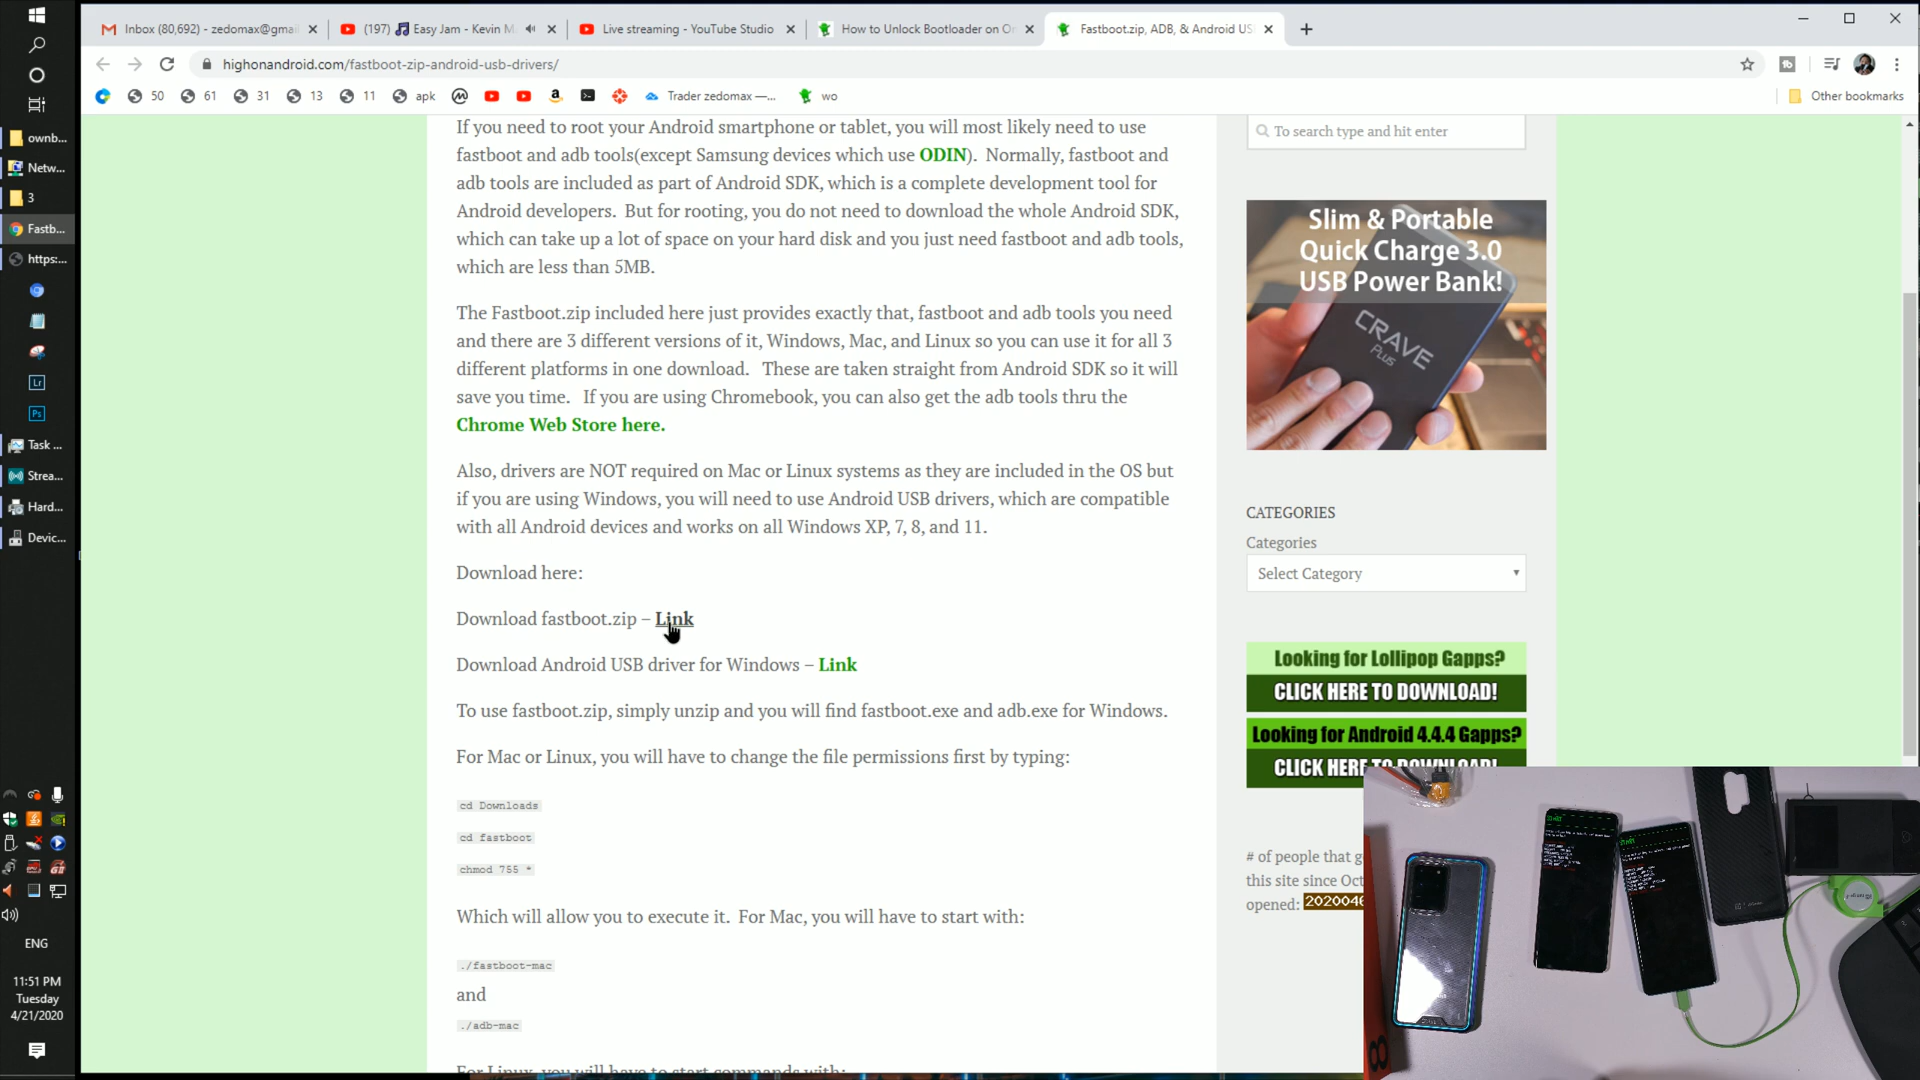 Inbox (80,692) - zedomax@gmai
(197) 🎵 Easy Jam - Kevin M
Live streaming - YouTube Studio
How to Unlock Bootloader on O
Fastboot.zip, ADB, & Android US
highonandroid.com/fastboot-zip-android-usb-drivers/
50
61
31
13
11
apk
Trader zedomax —...
wo
Other bookmarks
ownb...
Netw...
3
Fastb...
https:...
Lr
Ps
Task ...
Strea...
Hard...
Devic...
ENG
11:51 PM
Tuesday
4/21/2020
If you need to root your Android smartphone or tablet, you will most likely need to use
fastboot and adb tools(except Samsung devices which use ODIN).  Normally, fastboot and
adb tools are included as part of Android SDK, which is a complete development tool for
Android developers.  But for rooting, you do not need to download the whole Android SDK,
which can take up a lot of space on your hard disk and you just need fastboot and adb tools,
which are less than 5MB.
The Fastboot.zip included here just provides exactly that, fastboot and adb tools you need
and there are 3 different versions of it, Windows, Mac, and Linux so you can use it for all 3
different platforms in one download.   These are taken straight from Android SDK so it will
save you time.   If you are using Chromebook, you can also get the adb tools thru the
Chrome Web Store here.
Also, drivers are NOT required on Mac or Linux systems as they are included in the OS but
if you are using Windows, you will need to use Android USB drivers, which are compatible
with all Android devices and works on all Windows XP, 7, 8, and 11.
Download here:
Download fastboot.zip – Link
Download Android USB driver for Windows – Link
To use fastboot.zip, simply unzip and you will find fastboot.exe and adb.exe for Windows.
For Mac or Linux, you will have to change the file permissions first by typing:
cd Downloads
cd fastboot
chmod 755 *
Which will allow you to execute it.  For Mac, you will have to start with:
./fastboot-mac
and
./adb-mac
For Linux, you will have to start commands with:
To search type and hit enter
Slim & Portable
Quick Charge 3.0
USB Power Bank!
CRAVE
PLUS
CATEGORIES
Categories
Select Category
Looking for Lollipop Gapps?
CLICK HERE TO DOWNLOAD!
Looking for Android 4.4.4 Gapps?
CLICK HERE TO DOWNLOAD!
# of people that g
this site since Oct
opened: 2020046